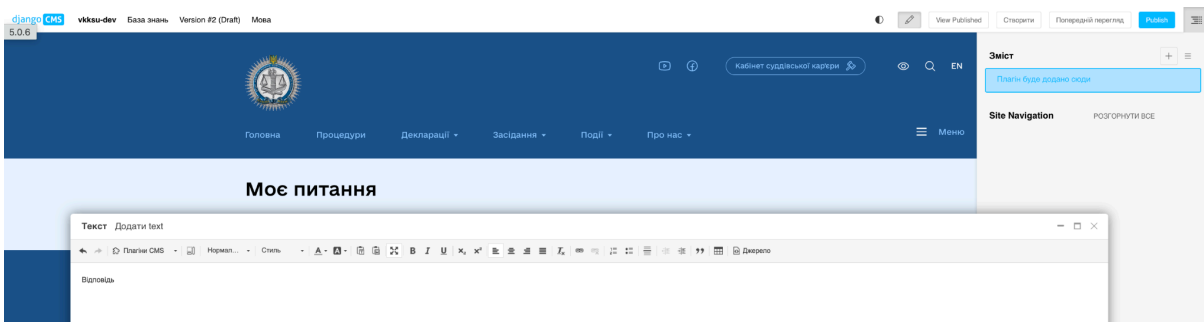 django CMS vkksu-dev База знань Version #2 (Draft) Мова View Published Створити Попередній перегляд Publish
5.0.6
Кабінет суддівської кар'єри EN
Зміст
Плагін буде додано сюди
Site Navigation РОЗГОРНУТИ ВСЕ
Головна Процедури Декларації Засідання Події Про нас Меню
Моє питання
Текст Додати text
Плагіни CMS Нормал... Стиль Джерело
Відповідь